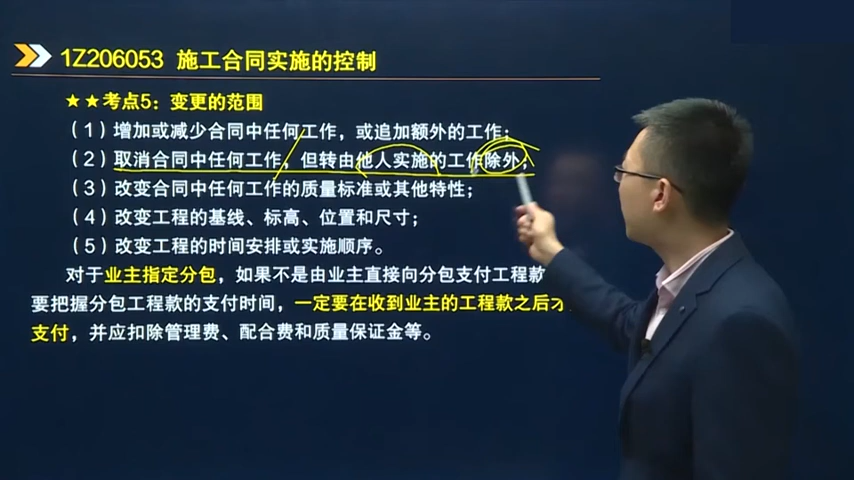 1Z206053 施工合同实施的控制
★★考点5：变更的范围
（1）增加或减少合同中任何工作，或追加额外的工作；
（2）取消合同中任何工作，但转由他人实施的工作除外；
（3）改变合同中任何工作的质量标准或其他特性；
（4）改变工程的基线、标高、位置和尺寸；
（5）改变工程的时间安排或实施顺序。
对于业主指定分包，如果不是由业主直接向分包支付工程款
要把握分包工程款的支付时间，一定要在收到业主的工程款之后才
支付，并应扣除管理费、配合费和质量保证金等。